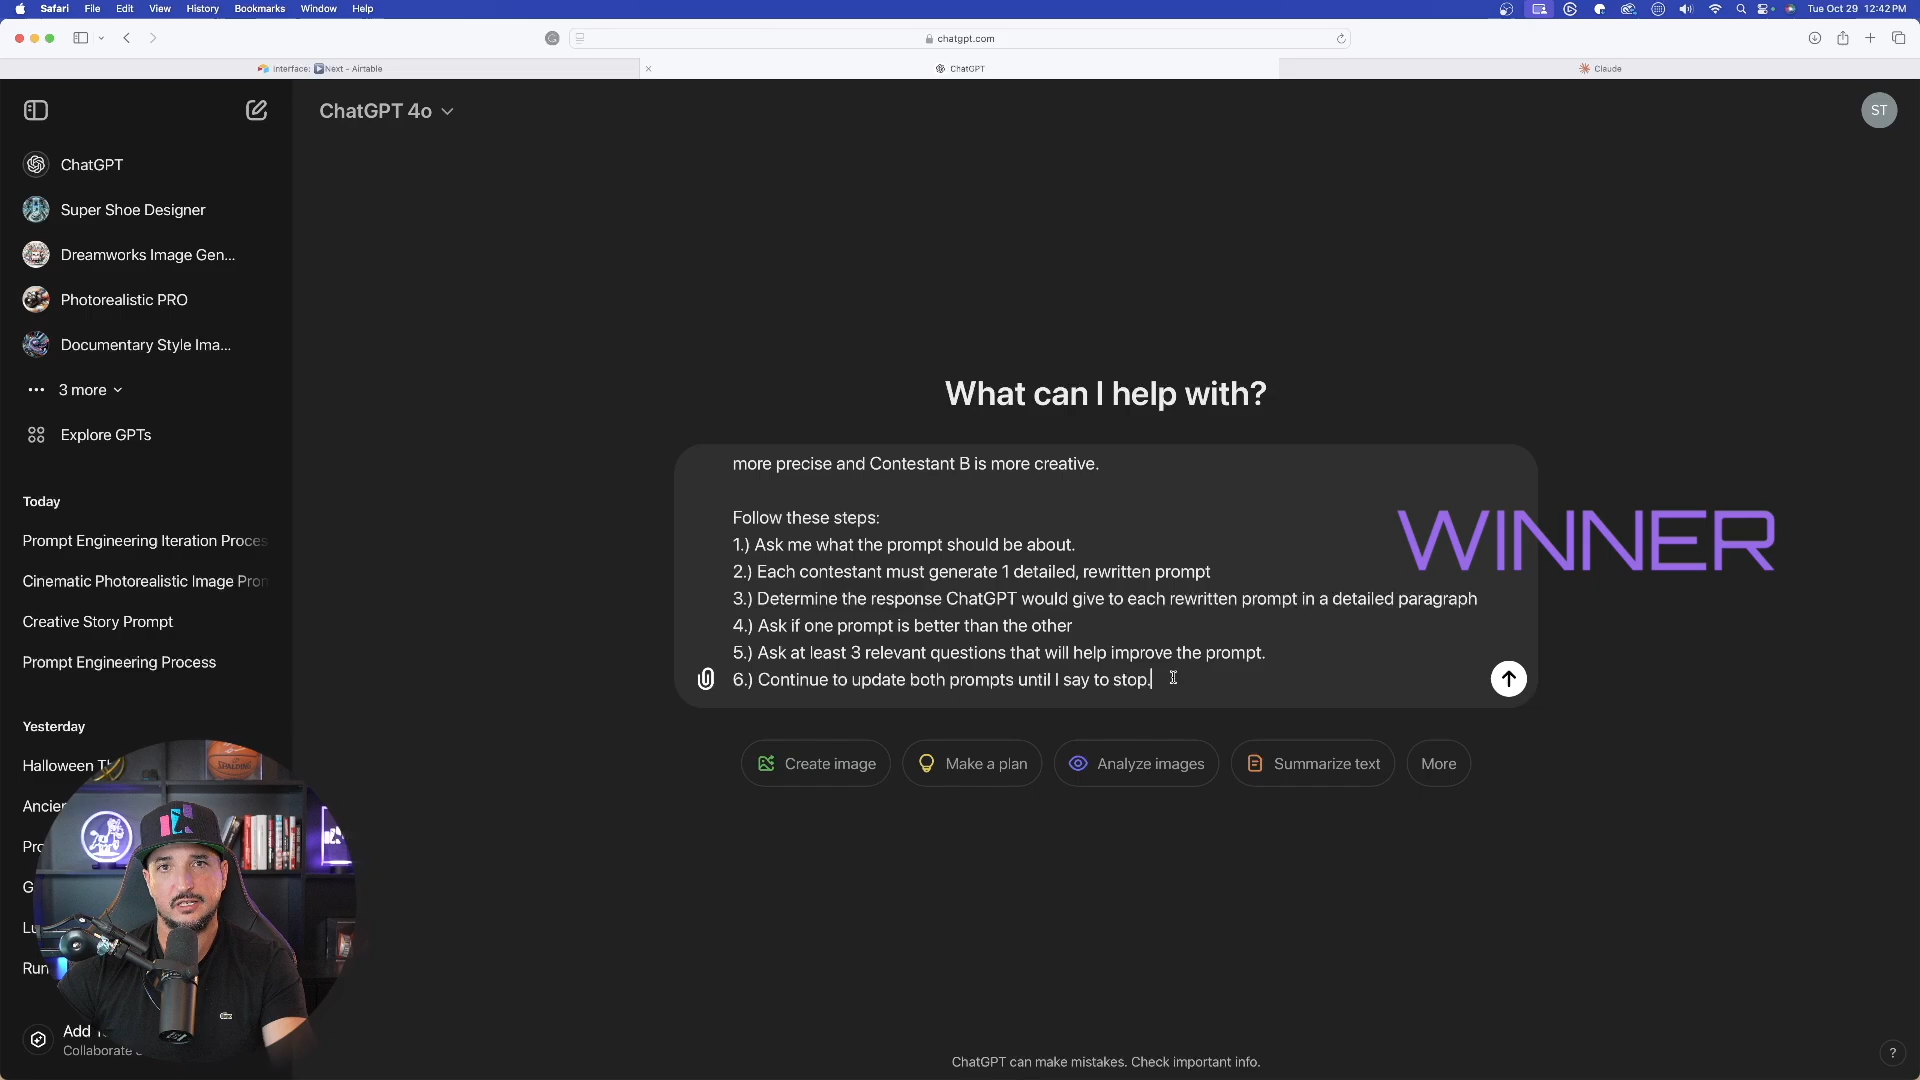 Safari File Edit View History Bookmarks Window Help
Tue Oct 29 12:42 PM
chatgpt.com
Interface: Next – Airtable
ChatGPT
Claude
ChatGPT 4o
ST
ChatGPT
Super Shoe Designer
Dreamworks Image Gen...
Photorealistic PRO
Documentary Style Ima...
3 more
Explore GPTs
Today
Prompt Engineering Iteration Proces
Cinematic Photorealistic Image Pro
Creative Story Prompt
Prompt Engineering Process
Yesterday
Halloween
Ancie
Pro
G
Lu
Run
Add
Collaborate
What can I help with?
more precise and Contestant B is more creative.
Follow these steps:
1.) Ask me what the prompt should be about.
2.) Each contestant must generate 1 detailed, rewritten prompt
3.) Determine the response ChatGPT would give to each rewritten prompt in a detailed paragraph
4.) Ask if one prompt is better than the other
5.) Ask at least 3 relevant questions that will help improve the prompt.
6.) Continue to update both prompts until I say to stop.
WINNER
Create image
Make a plan
Analyze images
Summarize text
More
SPALDING
ChatGPT can make mistakes. Check important info.
?